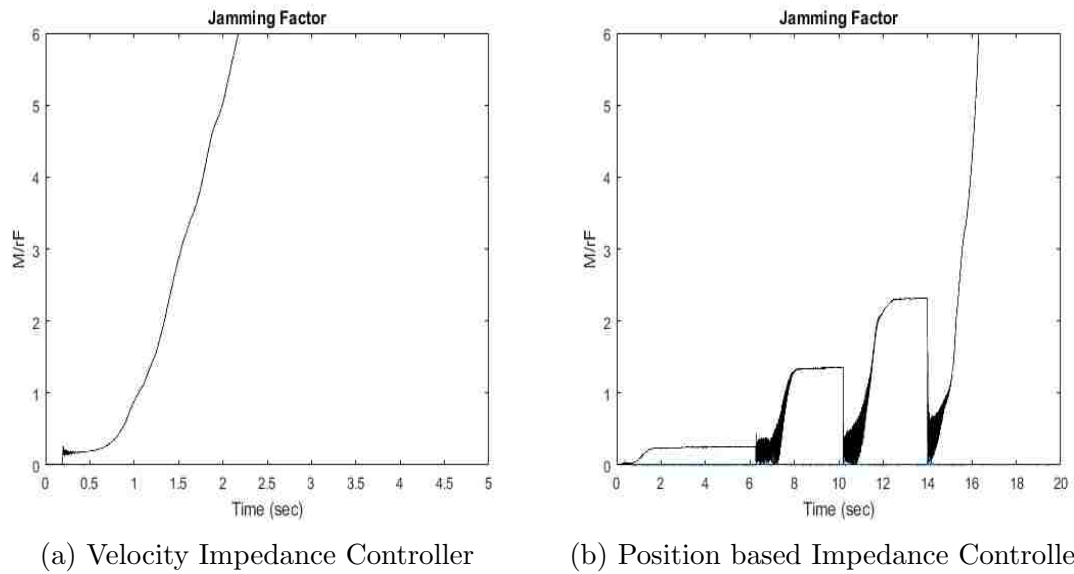 Jamming Factor
6
5
4
3
2
1
0
M/rF
0 0.5 1 1.5 2 2.5 3 3.5 4 4.5 5
Time (sec)
(a) Velocity Impedance Controller
Jamming Factor
6
5
4
3
2
1
0
M/rF
0 2 4 6 8 10 12 14 16 18 20
Time (sec)
(b) Position based Impedance Controlle